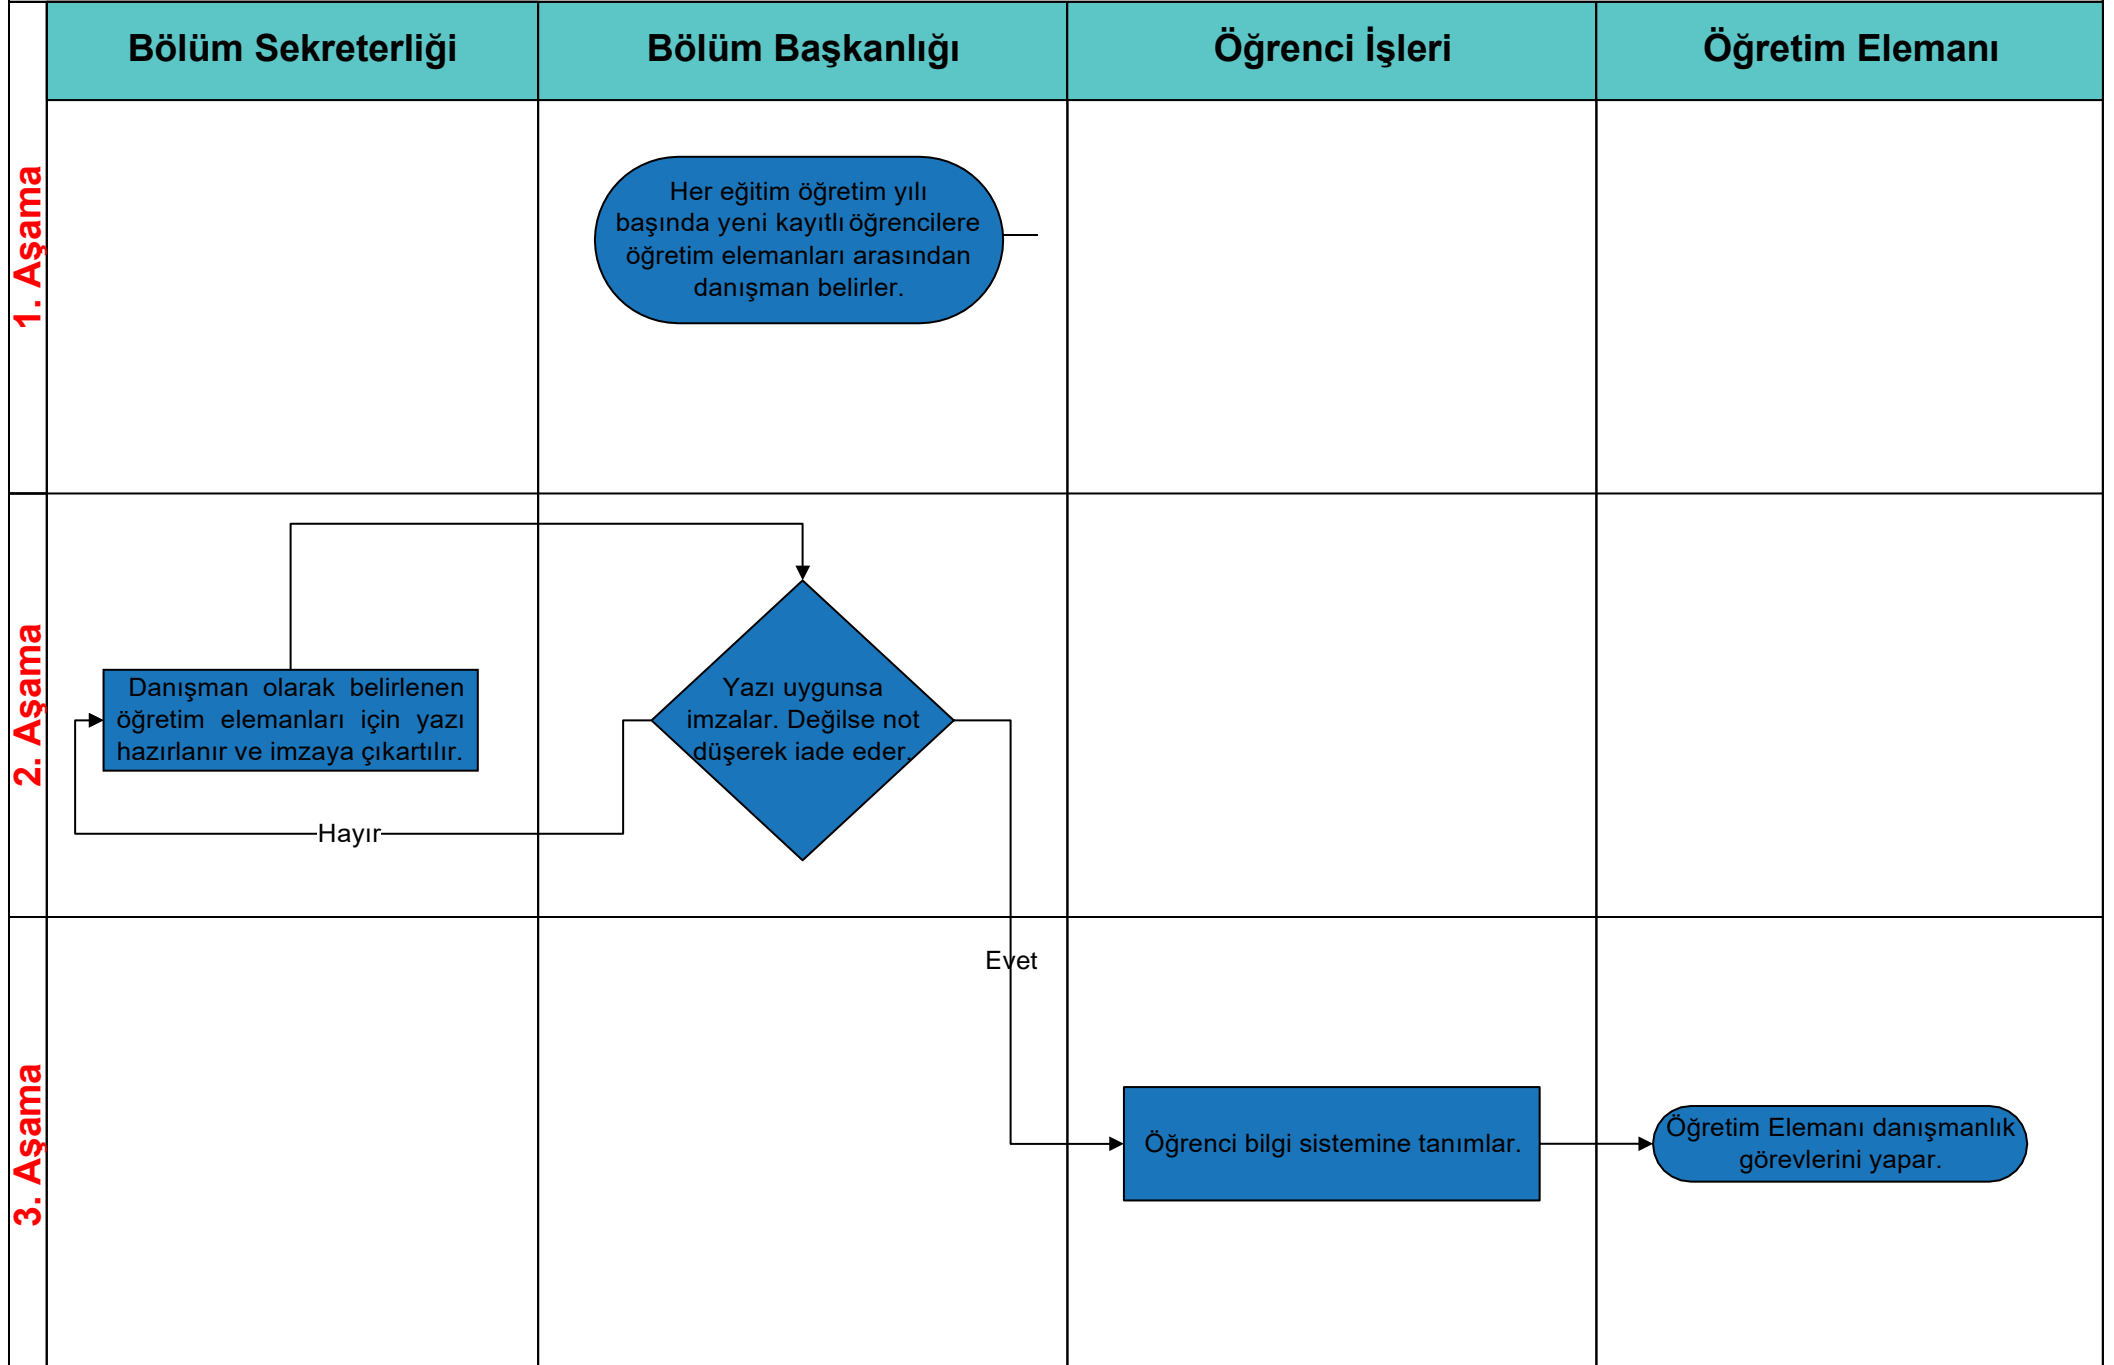 Bölüm Sekreterliği
Bölüm Başkanlığı
Öğrenci İşleri
Öğretim Elemanı
1. Aşama
Her eğitim öğretim yılı
başında yeni kayıtlı öğrencilere
öğretim elemanları arasından
danışman belirler.
2. Aşama
Danışman olarak belirlenen
öğretim elemanları için yazı
hazırlanır ve imzaya çıkartılır.
Yazı uygunsa
imzalar. Değilse not
düşerek iade eder.
Hayır
3. Aşama
Evet
Öğrenci bilgi sistemine tanımlar.
Öğretim Elemanı danışmanlık
görevlerini yapar.